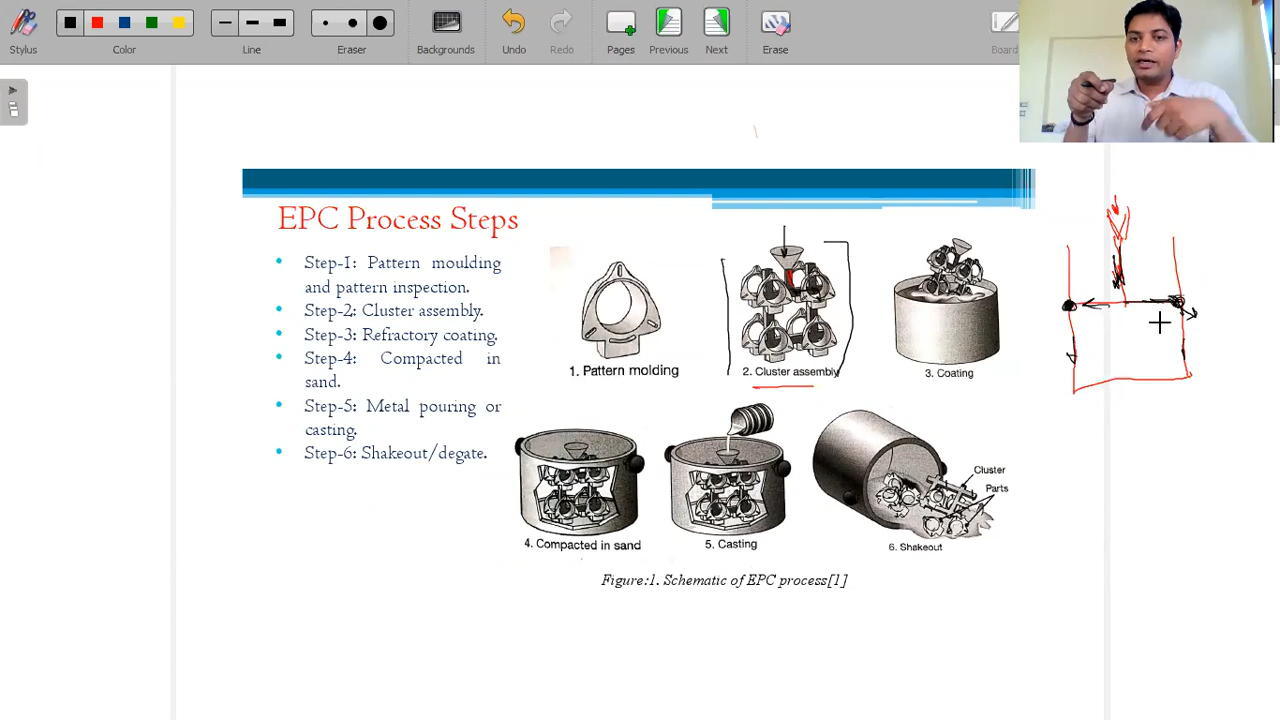 Stylus
Color
Line
Eraser
Backgrounds
Undo
Redo
Pages
Previous
Next
Erase
Board
EPC Process Steps
• Step-1: Pattern moulding
and pattern inspection.
• Step-2: Cluster assembly.
• Step-3: Refractory coating.
• Step-4: Compacted in
sand.
• Step-5: Metal pouring or
casting.
• Step-6: Shakeout/degate.
1. Pattern molding
2. Cluster assembly
3. Coating
4. Compacted in sand
5. Casting
Cluster
Parts
6. Shakeout
Figure:1. Schematic of EPC process[1]